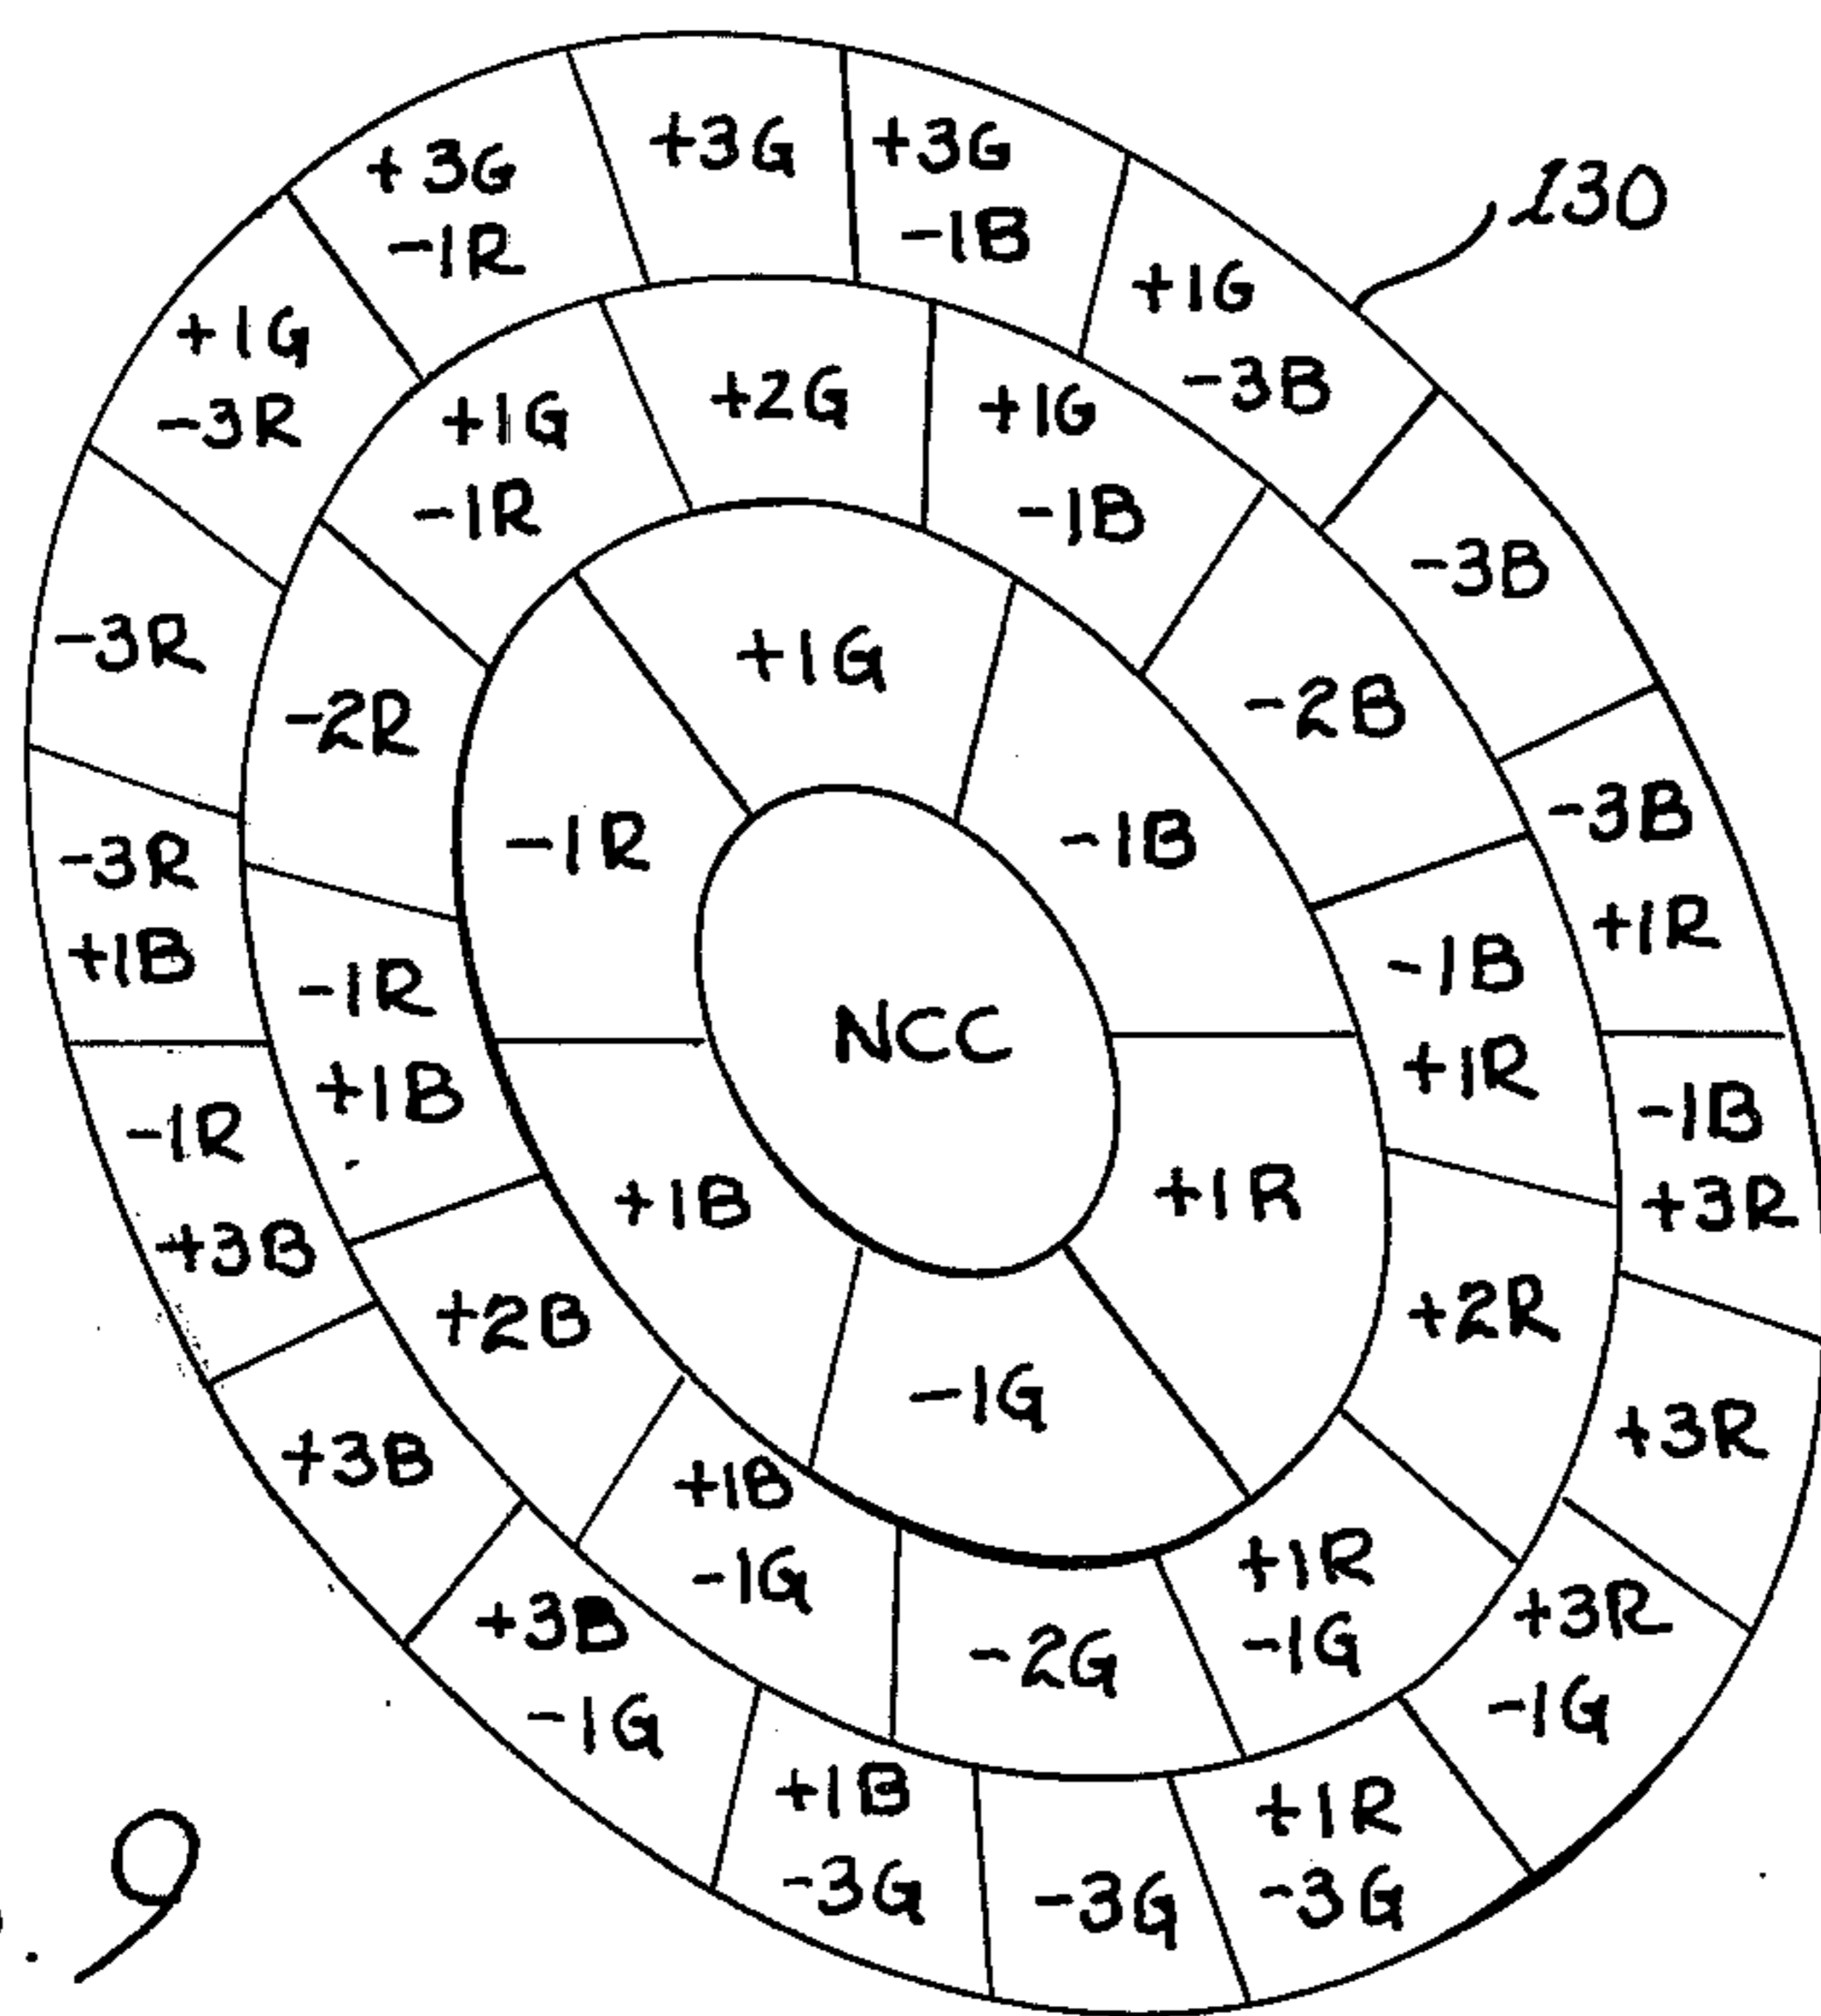 130
+3G
-1R
+3G
+3G
-1B
+1G
-3B
-3B
-3B
+1R
-1B
+3R
+3R
+3R
-1G
+1R
-3G
-3G
+1B
-3G
+3B
-1G
+3B
-1R
+3B
-3R
+1B
-3R
+1G
-3R
+1G
-1R
+2G
+1G
-1B
-2B
-1B
+1R
+2R
+1R
-1G
-2G
+1B
-1G
+2B
-1R
+1B
-2R
+1G
-1B
+1R
-1G
+1B
-1R
NCC
. 9